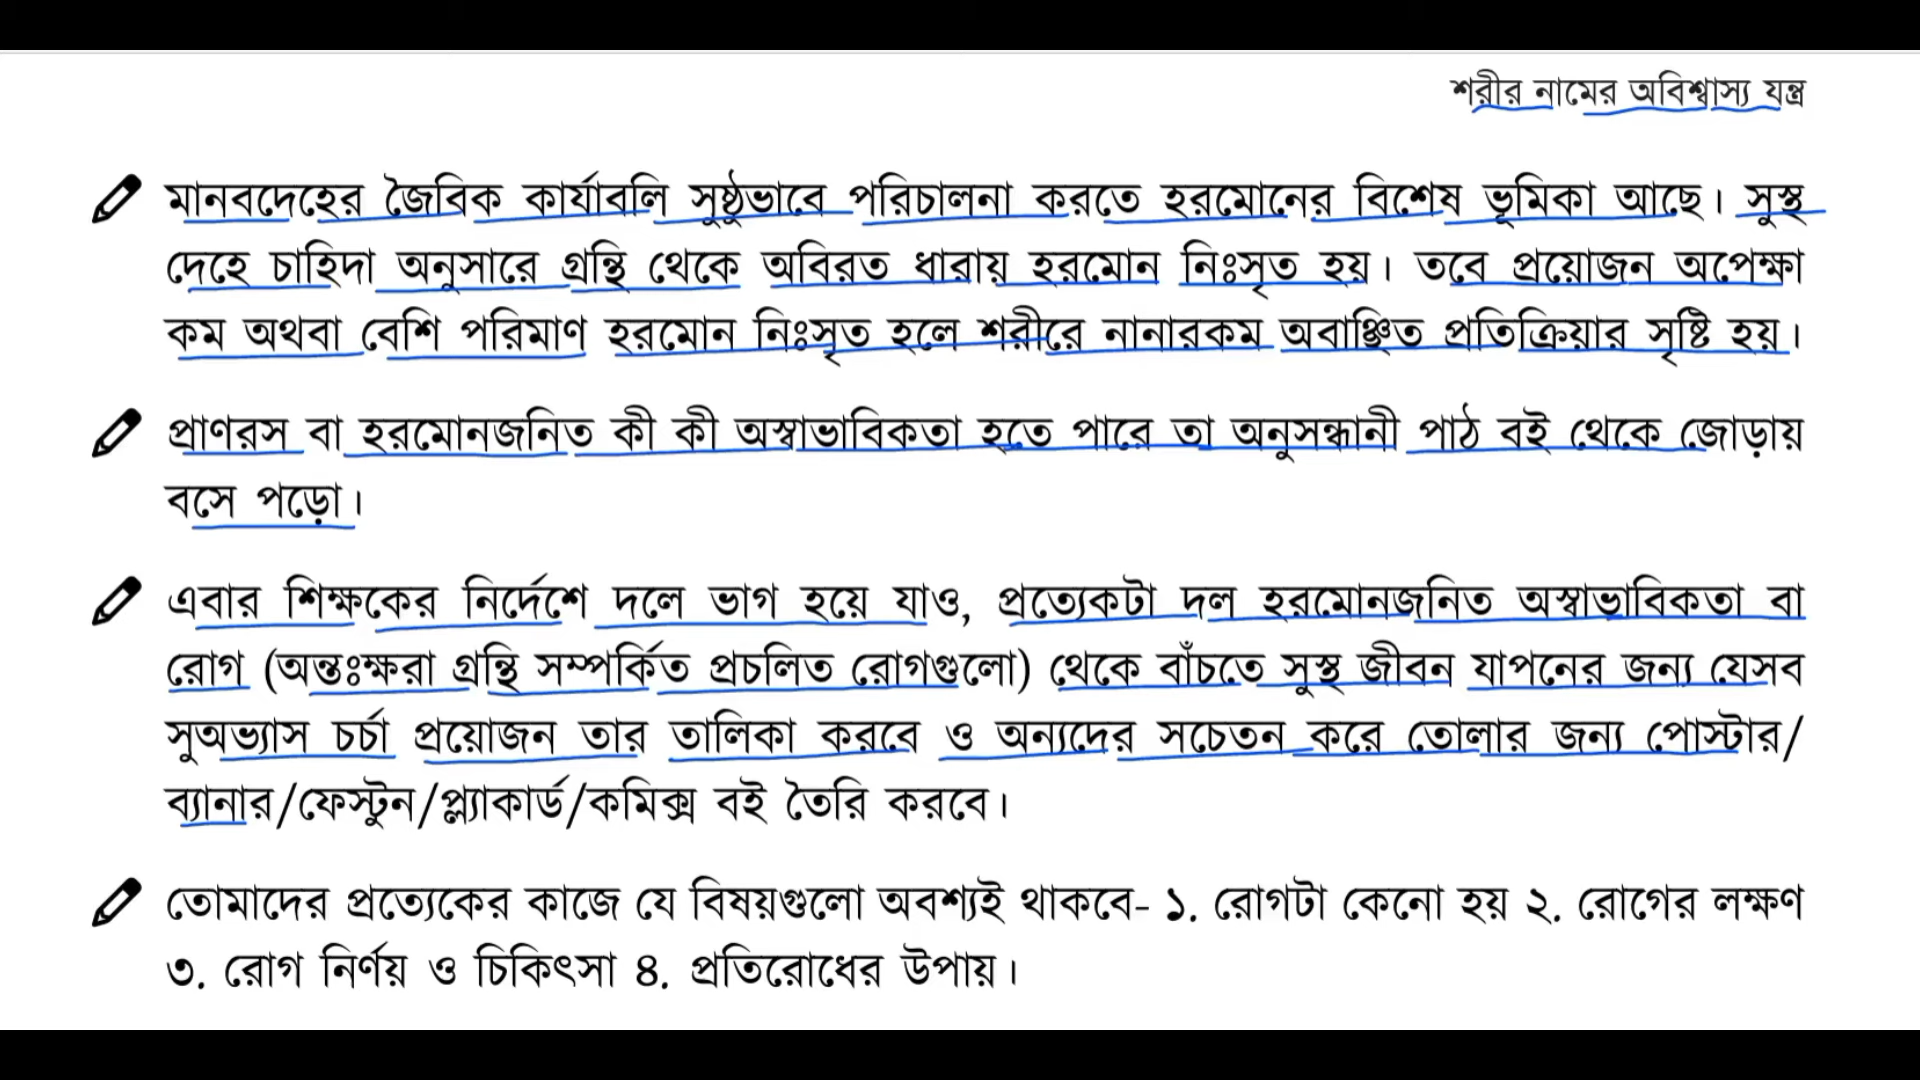 শরীর নামের অবিশ্বাস্য যন্ত্র
মানবদেহের জৈবিক কার্যাবলি সুষ্ঠুভাবে পরিচালনা করতে হরমোনের বিশেষ ভূমিকা আছে। সুস্থ
দেহে চাহিদা অনুসারে গ্রন্থি থেকে অবিরত ধারায় হরমোন নিঃসৃত হয়। তবে প্রয়োজন অপেক্ষা
কম অথবা বেশি পরিমাণ হরমোন নিঃসৃত হলে শরীরে নানারকম অবাঞ্ছিত প্রতিক্রিয়ার সৃষ্টি হয়।
প্রাণরস বা হরমোনজনিত কী কী অস্বাভাবিকতা হতে পারে তা অনুসন্ধানী পাঠ বই থেকে জোড়ায়
বসে পড়ো।
এবার শিক্ষকের নির্দেশে দলে ভাগ হয়ে যাও, প্রত্যেকটা দল হরমোনজনিত অস্বাভাবিকতা বা
রোগ (অন্তঃক্ষরা গ্রন্থি সম্পর্কিত প্রচলিত রোগগুলো) থেকে বাঁচতে সুস্থ জীবন যাপনের জন্য যেসব
সুঅভ্যাস চর্চা প্রয়োজন তার তালিকা করবে ও অন্যদের সচেতন করে তোলার জন্য পোস্টার/
ব্যানার/ফেস্টুন/প্ল্যাকার্ড/কমিক্স বই তৈরি করবে।
তোমাদের প্রত্যেকের কাজে যে বিষয়গুলো অবশ্যই থাকবে- ১. রোগটা কেনো হয় ২. রোগের লক্ষণ
৩. রোগ নির্ণয় ও চিকিৎসা ৪. প্রতিরোধের উপায়।